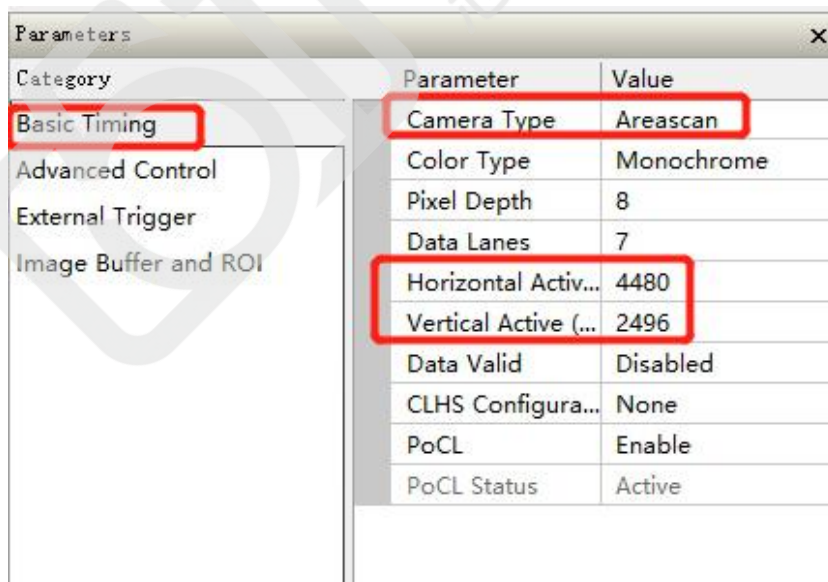 Parameters
Category
Parameter Value
Basic Timing
Camera Type Areascan
Advanced Control
Color Type Monochrome
External Trigger
Pixel Depth 8
Image Buffer and ROI
Data Lanes 7
Horizontal Activ... 4480
Vertical Active (... 2496
Data Valid Disabled
CLHS Configura... None
PoCL Enable
PoCL Status Active